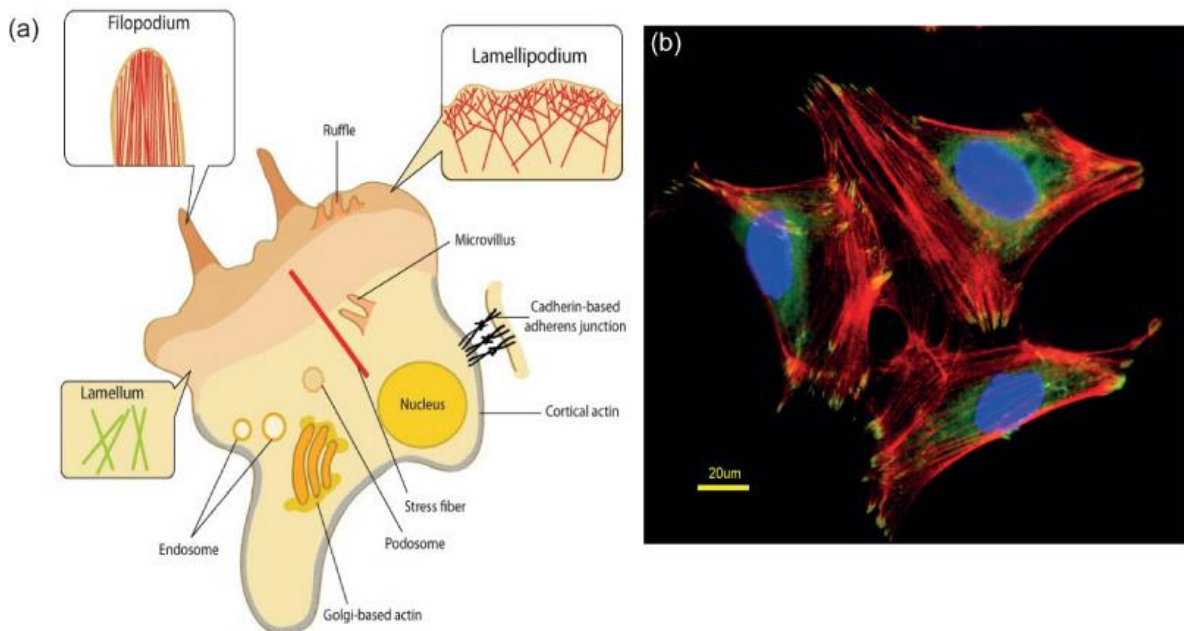 (a)
Filopodium
Lamellipodium
Ruffle
Microvillus
Cadherin-based
adherens junction
Lamellum
Nucleus
Cortical actin
Stress fiber
Endosome
Podosome
Golgi-based actin
(b)
20um